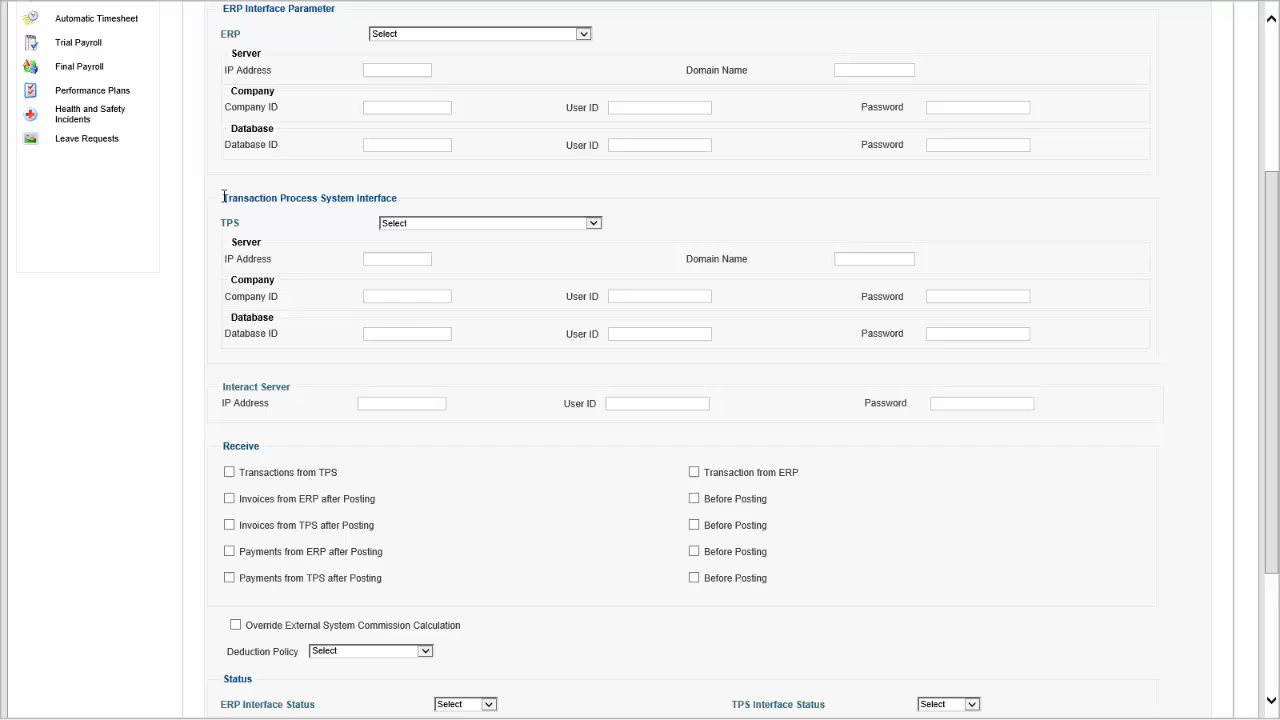 Automatic Timesheet
Trial Payroll
Final Payroll
Performance Plans
Health and Safety
Incidents
Leave Requests
ERP Interface Parameter
ERP Select
Server
IP Address Domain Name
Company
Company ID User ID Password
Database
Database ID User ID Password
Transaction Process System Interface
TPS Select
Server
IP Address Domain Name
Company
Company ID User ID Password
Database
Database ID User ID Password
Interact Server
IP Address User ID Password
Receive
Transactions from TPS Transaction from ERP
Invoices from ERP after Posting Before Posting
Invoices from TPS after Posting Before Posting
Payments from ERP after Posting Before Posting
Payments from TPS after Posting Before Posting
Override External System Commission Calculation
Deduction Policy Select
Status
ERP Interface Status Select TPS Interface Status Select